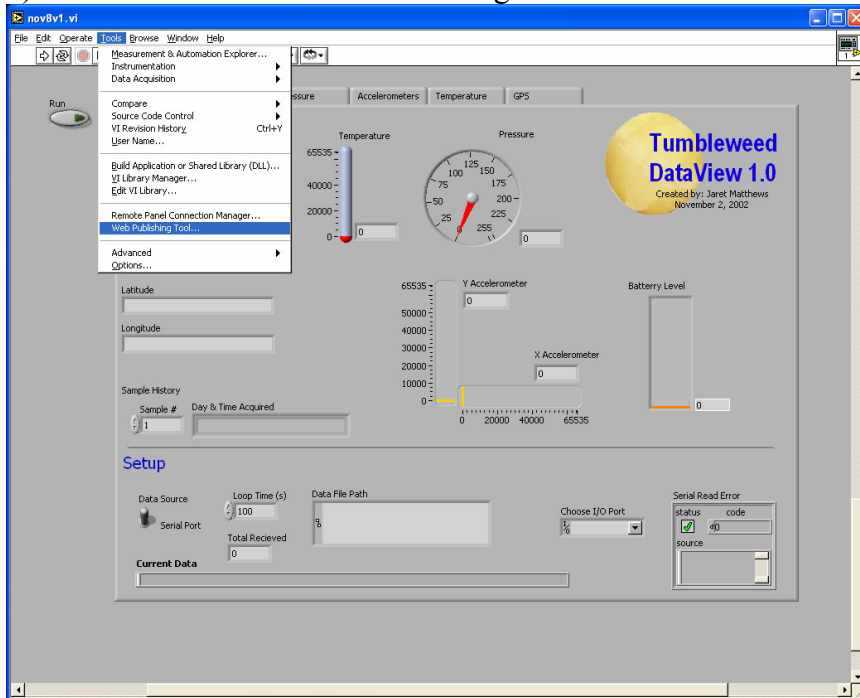 nov8v1.vi
File Edit Operate Tools Browse Window Help
Measurement & Automation Explorer...
Instrumentation
Data Acquisition
Compare
Source Code Control
VI Revision History Ctrl+Y
User Name...
Build Application or Shared Library (DLL)...
VI Library Manager...
Edit VI Library...
Remote Panel Connection Manager...
Web Publishing Tool...
Advanced
Options...
1
Run
ssure Accelerometers Temperature GPS
Temperature
65535
40000
20000
0
0
Pressure
0
25
50
75
100
125
150
175
200
225
255
0
Tumbleweed
DataView 1.0
Created by: Jaret Matthews
November 2, 2002
Latitude
Longitude
65535
50000
40000
30000
20000
10000
0
Y Accelerometer
0
X Accelerometer
0
0 20000 40000 65535
Batterry Level
0
Sample History
Sample # Day & Time Acquired
1
Setup
Data Source
Serial Port
Loop Time (s)
100
Total Recieved
0
Data File Path
Choose I/O Port
Serial Read Error
status code
d0
source
Current Data